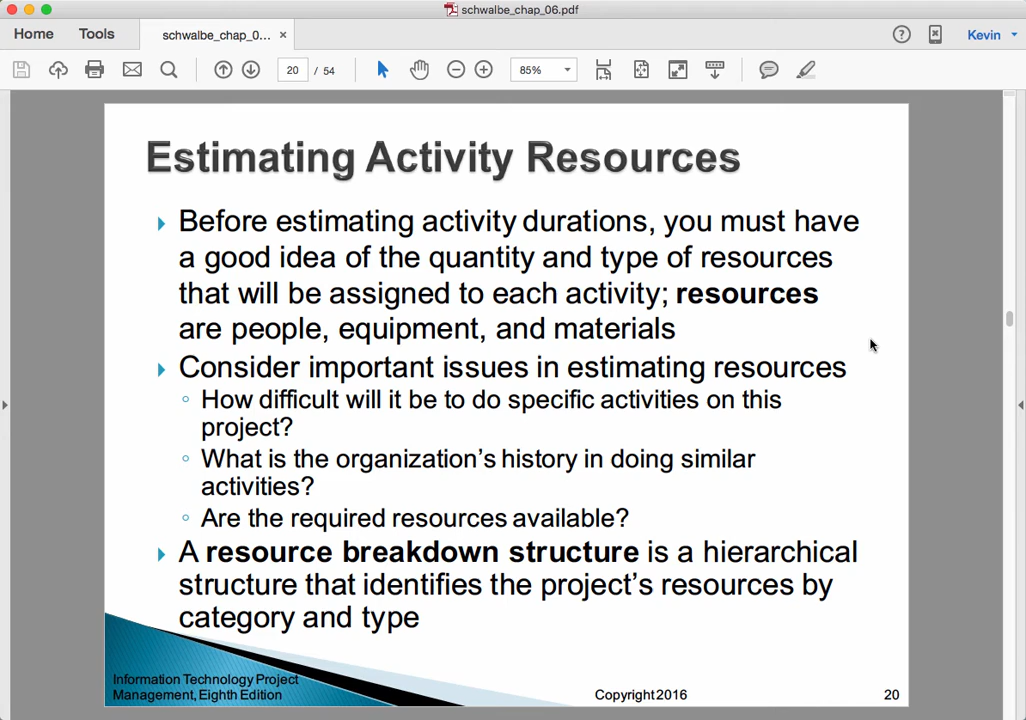 schwalbe_chap_06.pdf
Home Tools schwalbe_chap_0... × Kevin
20 / 54 85%
Estimating Activity Resources
Before estimating activity durations, you must have
a good idea of the quantity and type of resources
that will be assigned to each activity; resources
are people, equipment, and materials
Consider important issues in estimating resources
How difficult will it be to do specific activities on this
project?
What is the organization's history in doing similar
activities?
Are the required resources available?
A resource breakdown structure is a hierarchical
structure that identifies the project's resources by
category and type
Information Technology Project
Management, Eighth Edition Copyright 2016 20